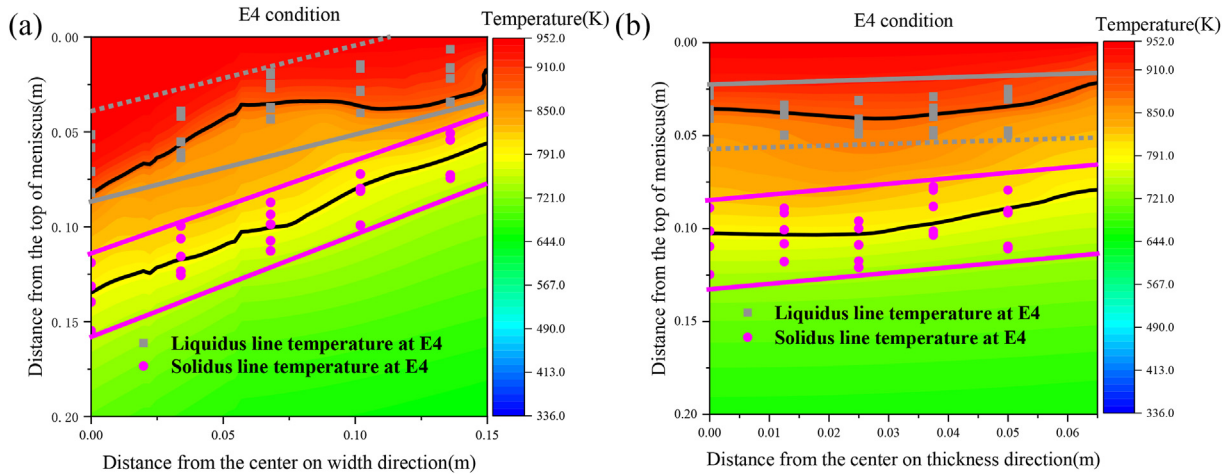 (a)
E4 condition
Temperature(K)
Distance from the top of meniscus(m)
0.00
0.05
0.10
0.15
0.20
0.00
0.05
0.10
0.15
Distance from the center on width direction(m)
Liquidus line temperature at E4
Solidus line temperature at E4
952.0
910.0
850.0
791.0
721.0
644.0
567.0
490.0
413.0
336.0
(b)
E4 condition
Temperature(K)
Distance from the top of meniscus(m)
0.00
0.05
0.10
0.15
0.20
0.00
0.01
0.02
0.03
0.04
0.05
0.06
Distance from the center on thickness direction(m)
Liquidus line temperature at E4
Solidus line temperature at E4
952.0
910.0
850.0
791.0
721.0
644.0
567.0
490.0
413.0
336.0